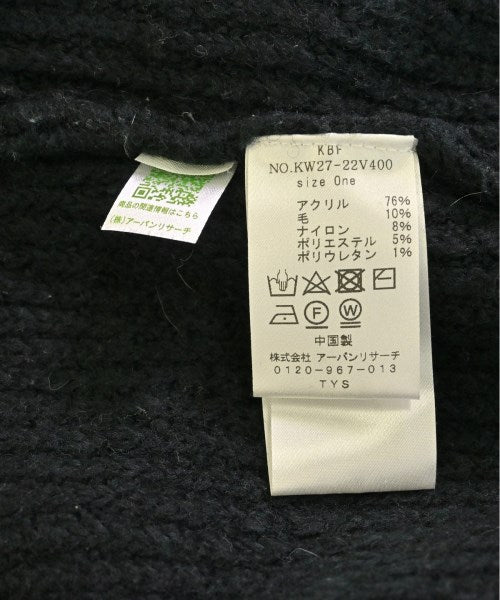 KBF
NO.KW27-22V400
size One
アクリル 76%
毛 10%
ナイロン 8%
ポリエステル 5%
ポリウレタン 1%
F W
中国製
株式会社 アーバンリサーチ
0120-967-013
TYS
商品の関連情報はこちら
(株)アーバンリサーチ